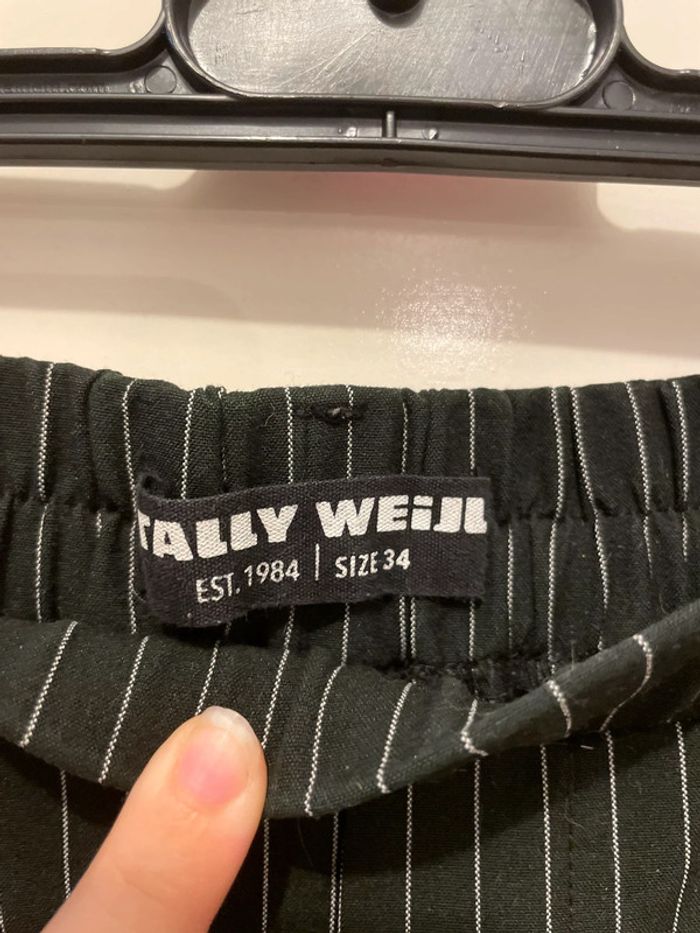 TALLY WEiJL
EST. 1984 | SIZE 34